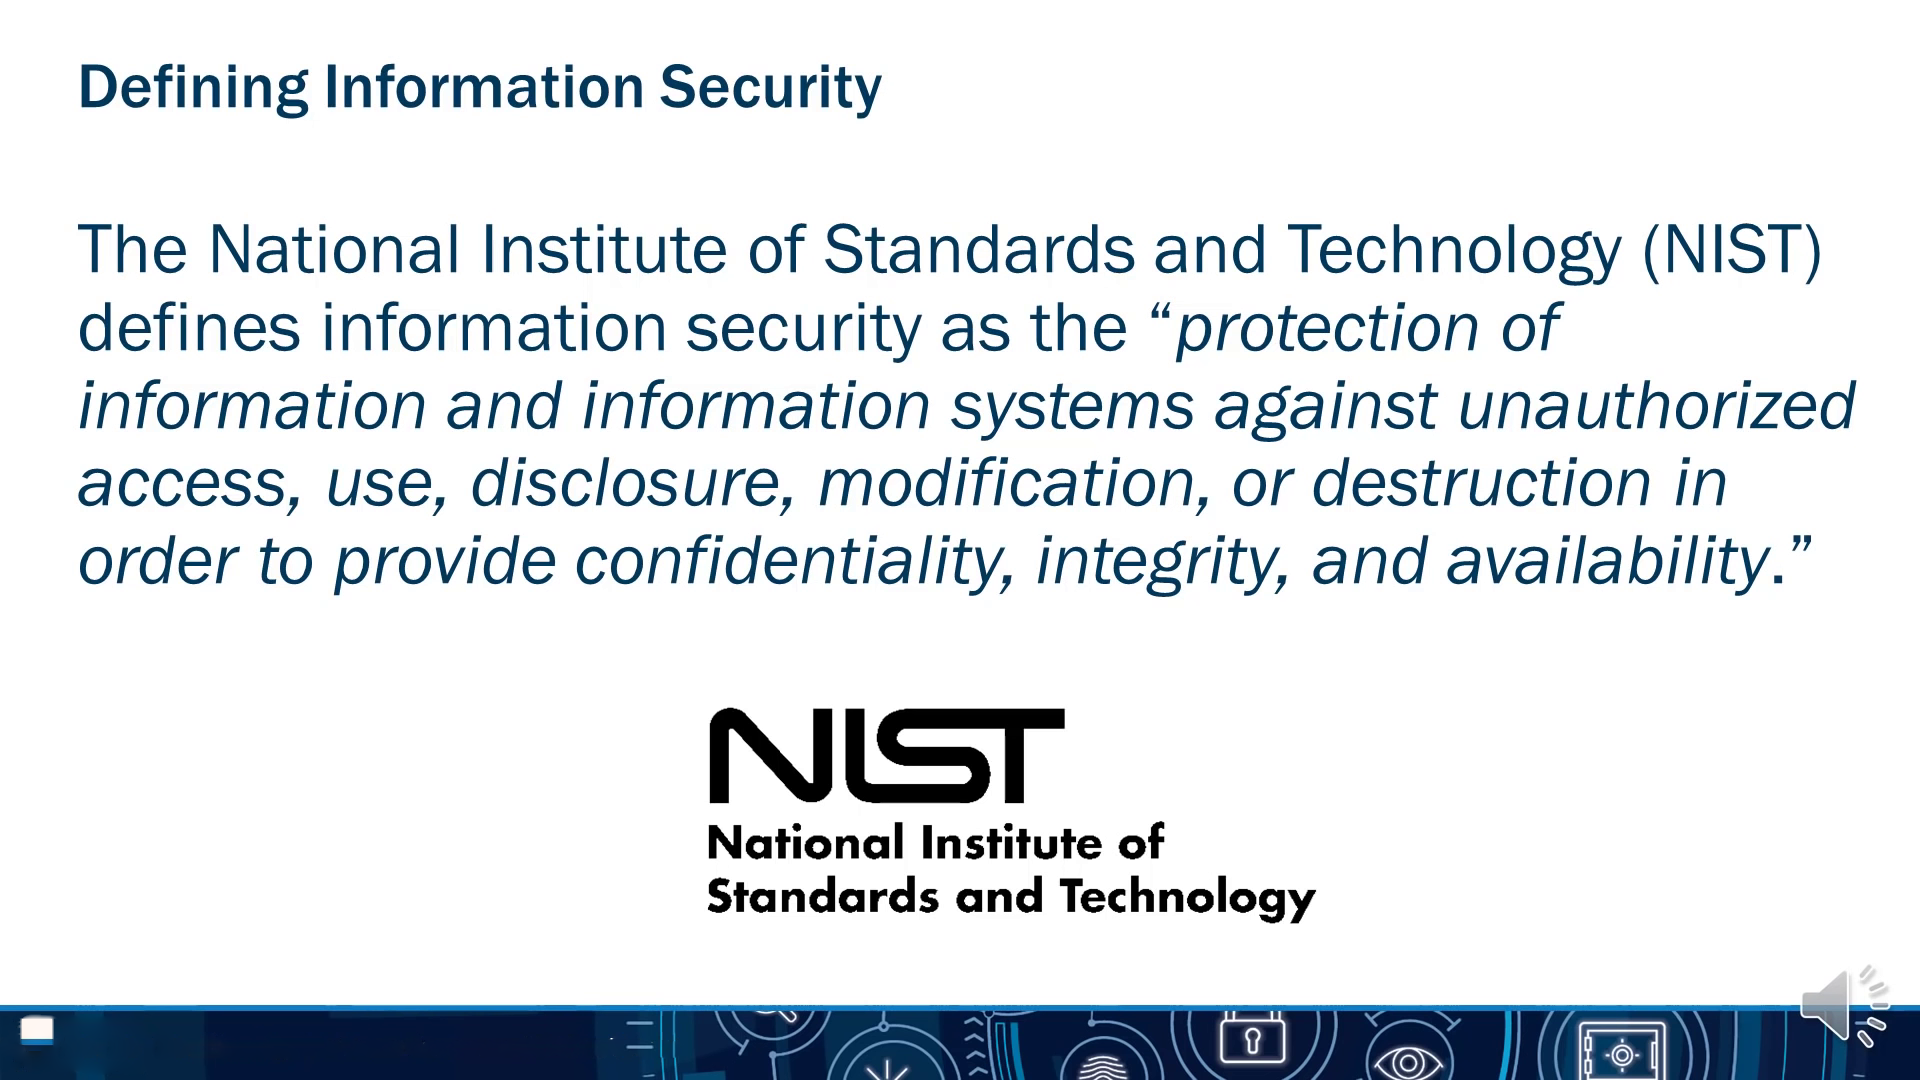 Defining Information Security
The National Institute of Standards and Technology (NIST)
defines information security as the “protection of
information and information systems against unauthorized
access, use, disclosure, modification, or destruction in
order to provide confidentiality, integrity, and availability.”
NIST
National Institute of
Standards and Technology